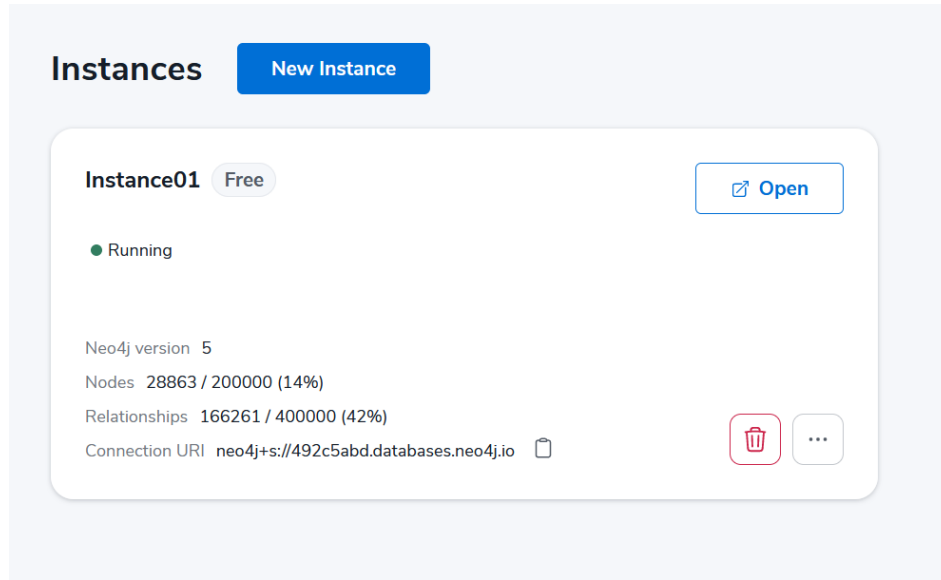 Instances New Instance
Instance01 Free
Open
Running
Neo4j version 5
Nodes 28863 / 200000 (14%)
Relationships 166261 / 400000 (42%)
Connection URI neo4j+s://492c5abd.databases.neo4j.io